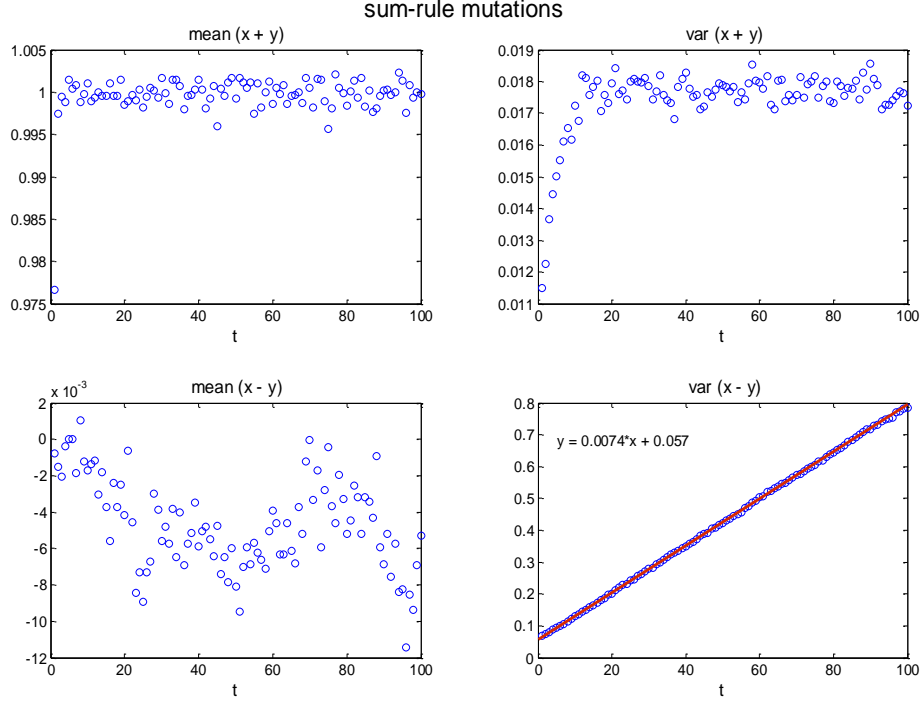 sum-rule mutations
mean (x + y)
1.005
1
0.995
0.99
0.985
0.98
0.975
0 20 40 60 80 100
t
var (x + y)
0.019
0.018
0.017
0.016
0.015
0.014
0.013
0.012
0.011
0 20 40 60 80 100
t
mean (x - y)
x 10-3
2
0
-2
-4
-6
-8
-10
-12
0 20 40 60 80 100
t
var (x - y)
0.8
0.7
0.6
0.5
0.4
0.3
0.2
0.1
0
y = 0.0074*x + 0.057
0 20 40 60 80 100
t